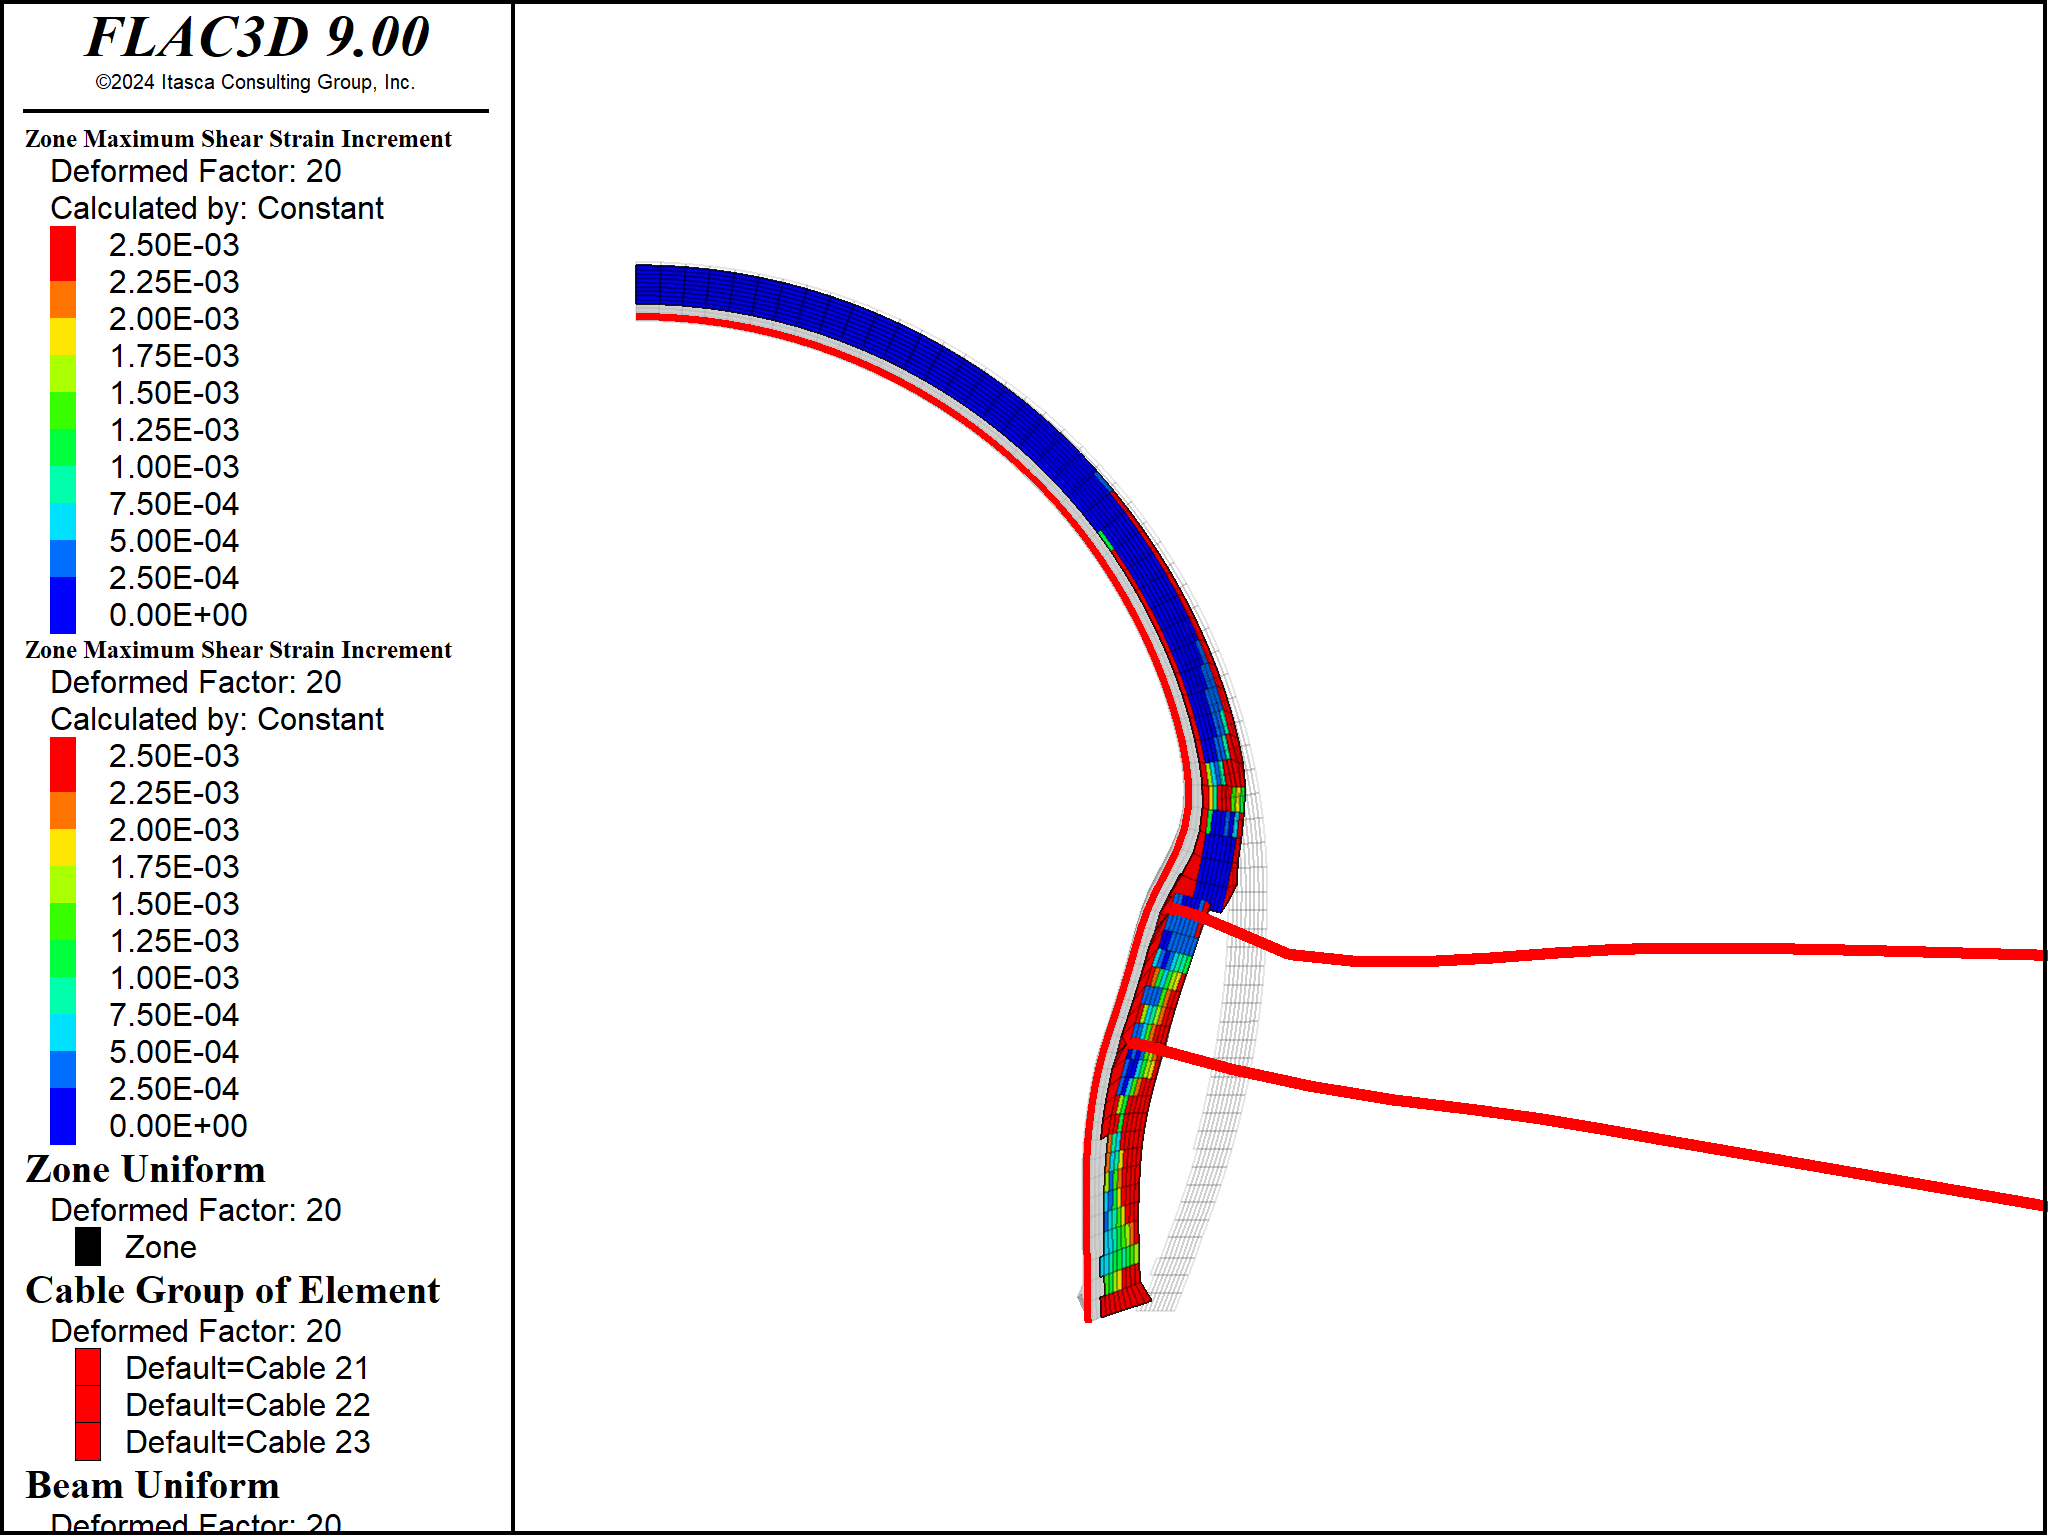 FLAC3D 9.00
©2024 Itasca Consulting Group, Inc.
Zone Maximum Shear Strain Increment
Deformed Factor: 20
Calculated by: Constant
2.50E-03
2.25E-03
2.00E-03
1.75E-03
1.50E-03
1.25E-03
1.00E-03
7.50E-04
5.00E-04
2.50E-04
0.00E+00
Zone Maximum Shear Strain Increment
Deformed Factor: 20
Calculated by: Constant
2.50E-03
2.25E-03
2.00E-03
1.75E-03
1.50E-03
1.25E-03
1.00E-03
7.50E-04
5.00E-04
2.50E-04
0.00E+00
Zone Uniform
Deformed Factor: 20
Zone
Cable Group of Element
Deformed Factor: 20
Default=Cable 21
Default=Cable 22
Default=Cable 23
Beam Uniform
Deformed Factor: 20